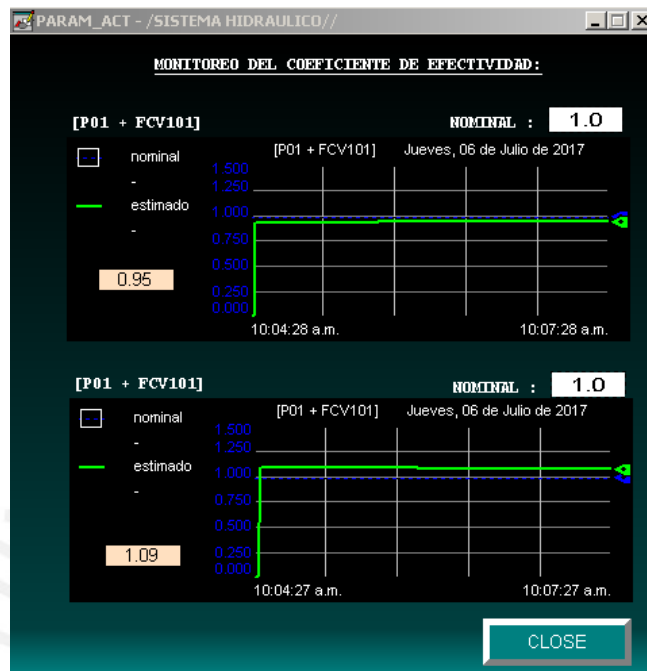 PARAM_ACT - /SISTEMA HIDRAULICO//
MONITOREO DEL COEFICIENTE DE EFECTIVIDAD:
[P01 + FCV101]
NOMINAL : 1.0
[P01 + FCV101] Jueves, 06 de Julio de 2017
nominal
-
estimado
-
0.95
1.500
1.250
1.000
0.750
0.500
0.250
0.000
10:04:28 a.m. 10:07:28 a.m.
[P01 + FCV101]
NOMINAL : 1.0
[P01 + FCV101] Jueves, 06 de Julio de 2017
nominal
-
estimado
-
1.09
1.500
1.250
1.000
0.750
0.500
0.250
0.000
10:04:27 a.m. 10:07:27 a.m.
CLOSE